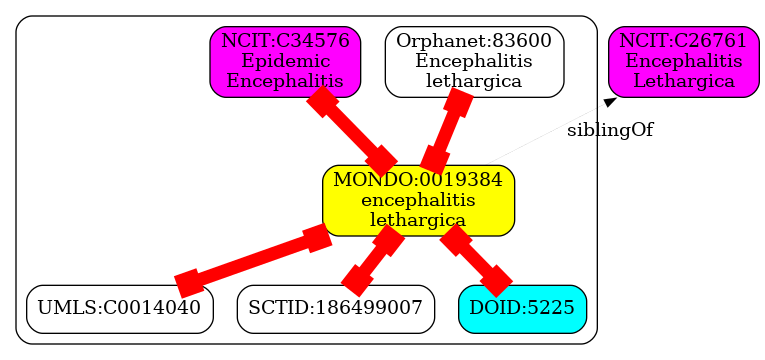 NCIT:C34576
Epidemic
Encephalitis
Orphanet:83600
Encephalitis
lethargica
NCIT:C26761
Encephalitis
Lethargica
siblingOf
MONDO:0019384
encephalitis
lethargica
UMLS:C0014040
SCTID:186499007
DOID:5225